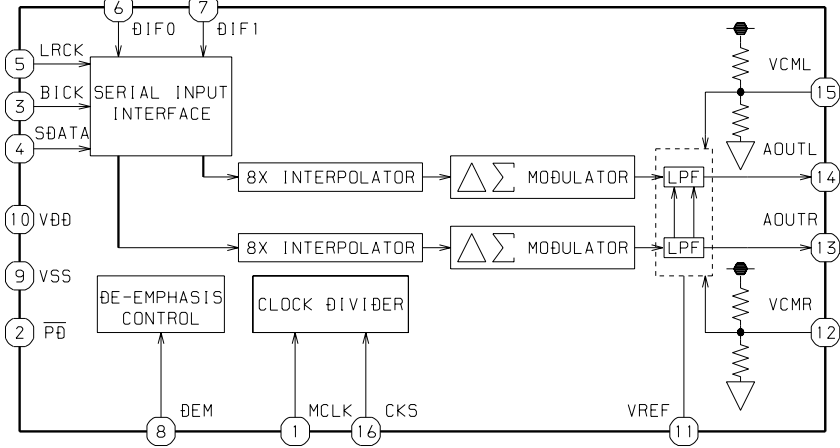 6
7
DIF0
DIF1
5
LRCK
3
BICK
4
SDATA
SERIAL INPUT
INTERFACE
VCML
15
AOUTL
14
8X INTERPOLATOR
ΔΣ MODULATOR
LPF
10
VDD
AOUTR
13
8X INTERPOLATOR
ΔΣ MODULATOR
LPF
9
VSS
DE-EMPHASIS
CONTROL
CLOCK DIVIDER
VCMR
12
2
PD
DEM
8
MCLK
1
CKS
16
VREF
11